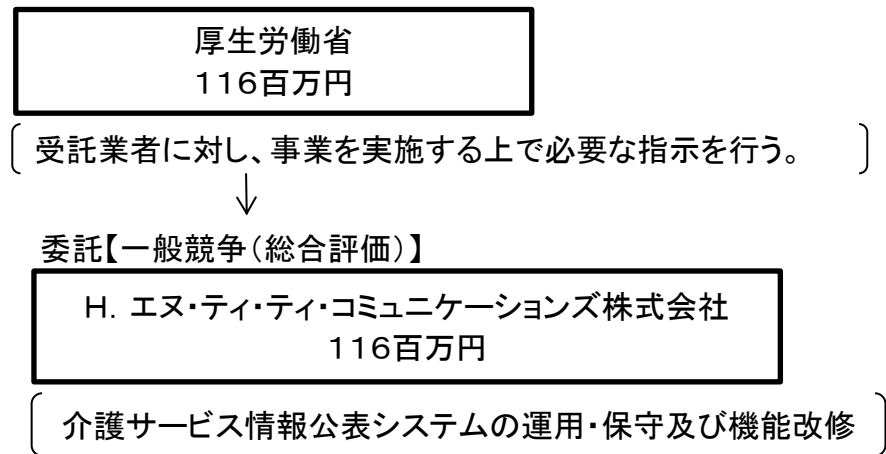 厚生労働省
116百万円
受託業者に対し、事業を実施する上で必要な指示を行う。
委託【一般競争(総合評価)】
H. エヌ・ティ・ティ・コミュニケーションズ株式会社
116百万円
介護サービス情報公表システムの運用・保守及び機能改修